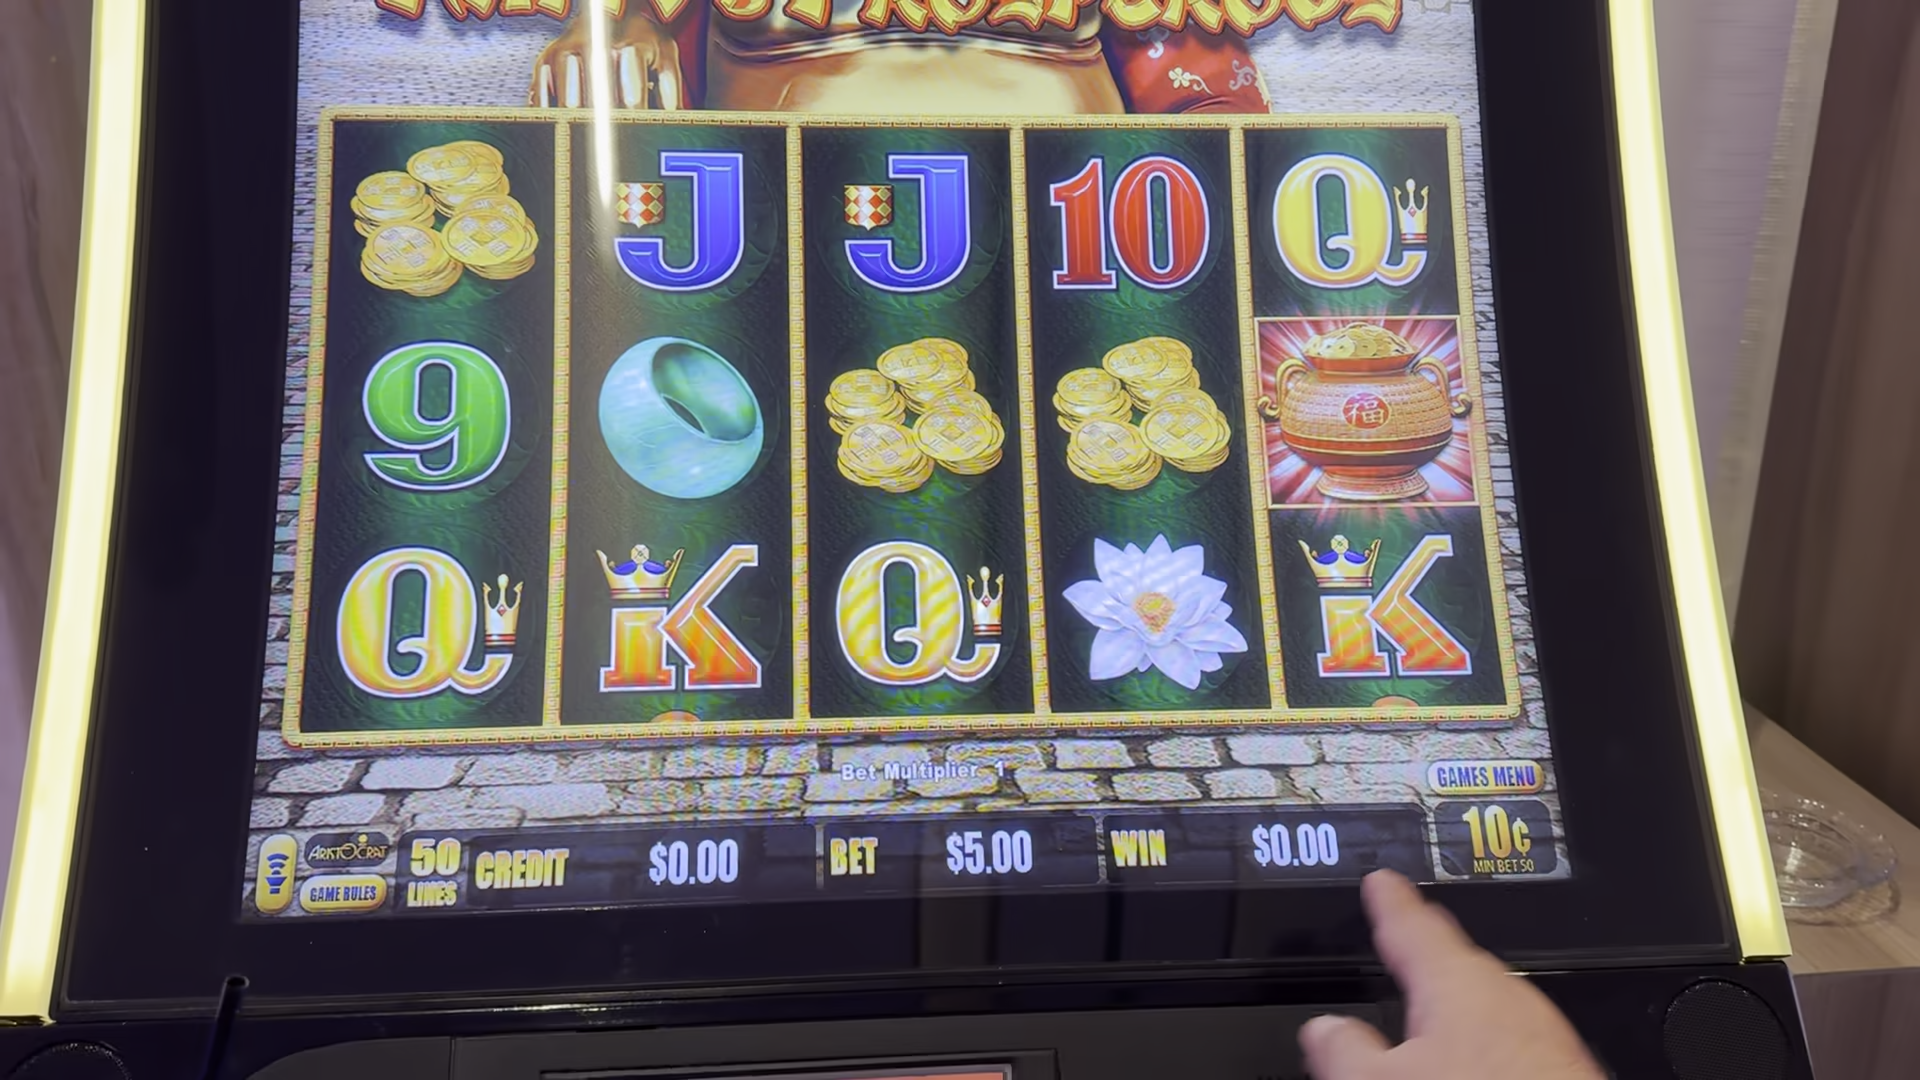 J J 10 Q
9 福
Q K Q K
Bet Multiplier 1
GAMES MENU
ARISTOCRAT
GAME RULES
50
LINES
CREDIT $0.00
BET $5.00
WIN $0.00
10¢
MIN BET 50